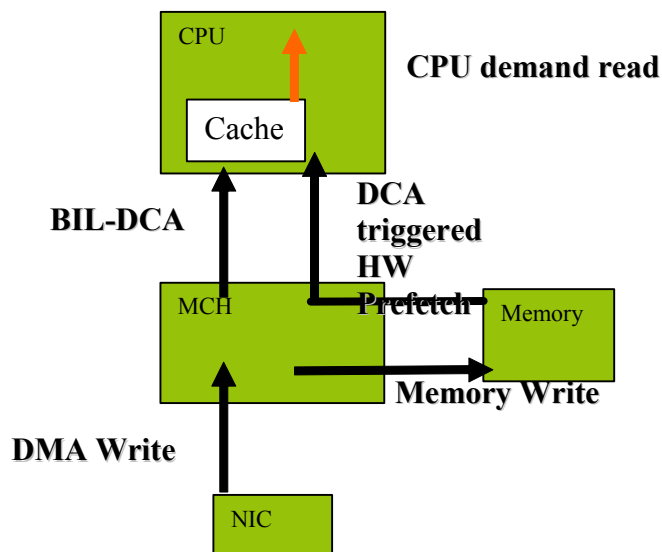 CPU
CPU demand read
Cache
BIL-DCA
DCA
triggered
HW
Prefetch
MCH
Memory
Memory Write
DMA Write
NIC